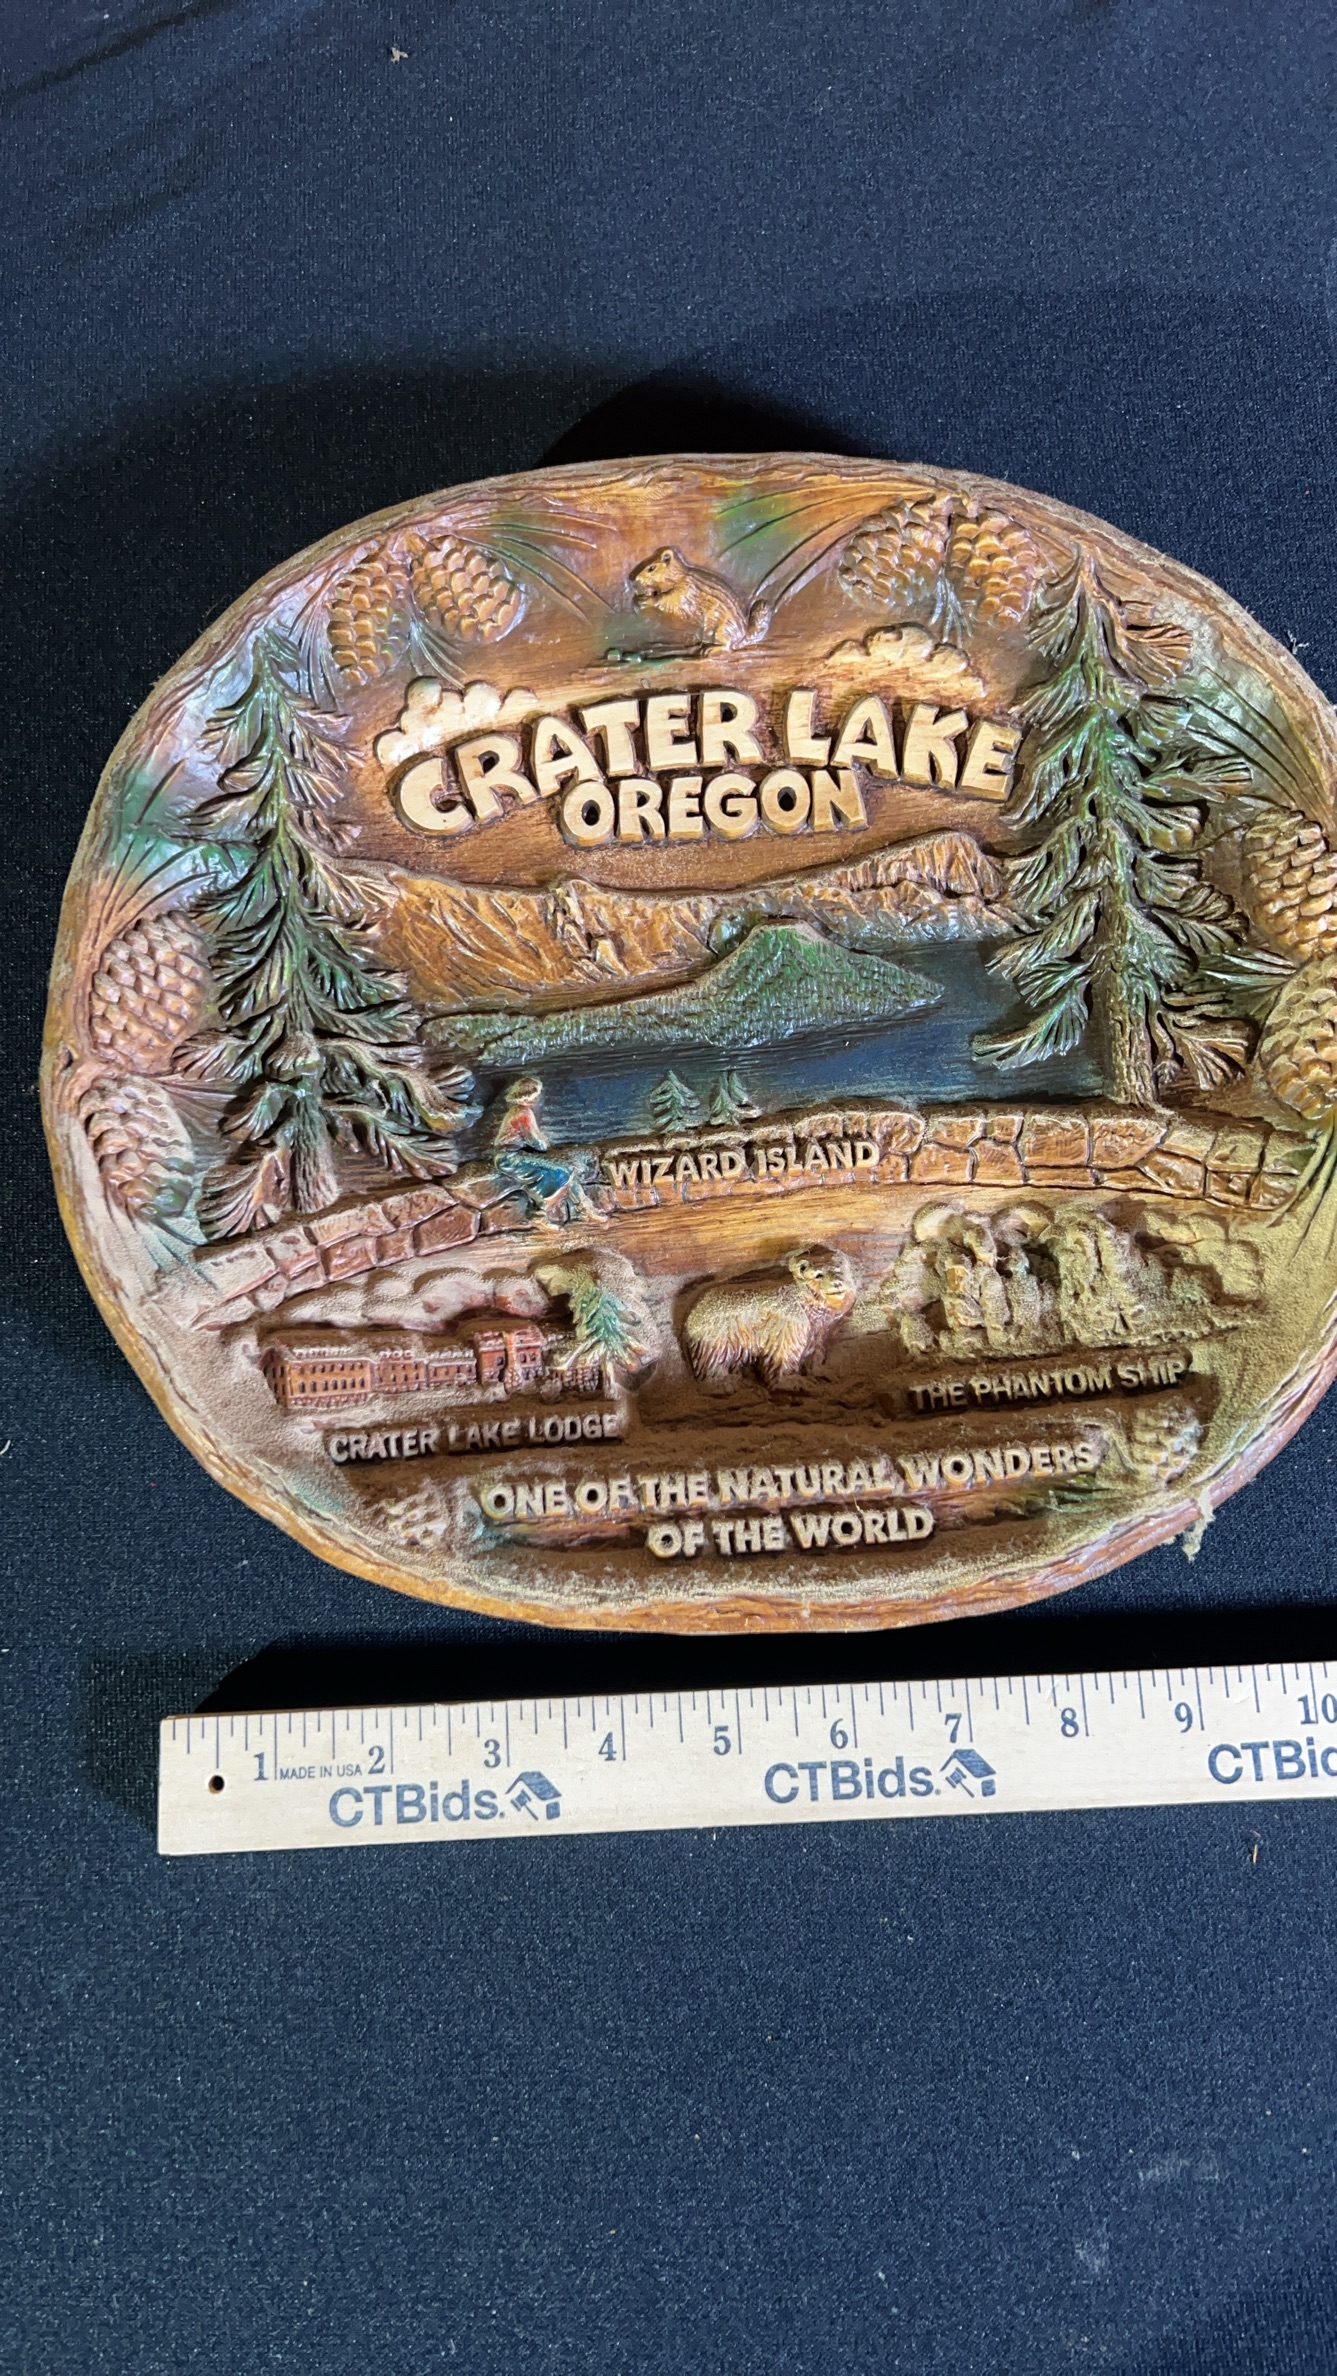 CRATER LAKE
OREGON
WIZARD ISLAND
THE PHANTOM SHIP
CRATER LAKE LODGE
ONE OF THE NATURAL WONDERS
OF THE WORLD
1 2 3 4 5 6 7 8 9 10
MADE IN USA
CTBids. CTBids. CTBid